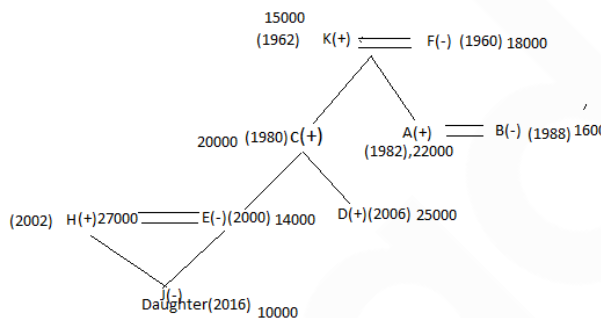 15000
(1962) K(+) F(-) (1960) 18000
20000 (1980) C(+) A(+) B(-) (1988)
(1982),22000
(2002) H(+)27000 E(-)(2000) 14000 D(+)(2006) 25000
J(-)
Daughter(2016) 10000